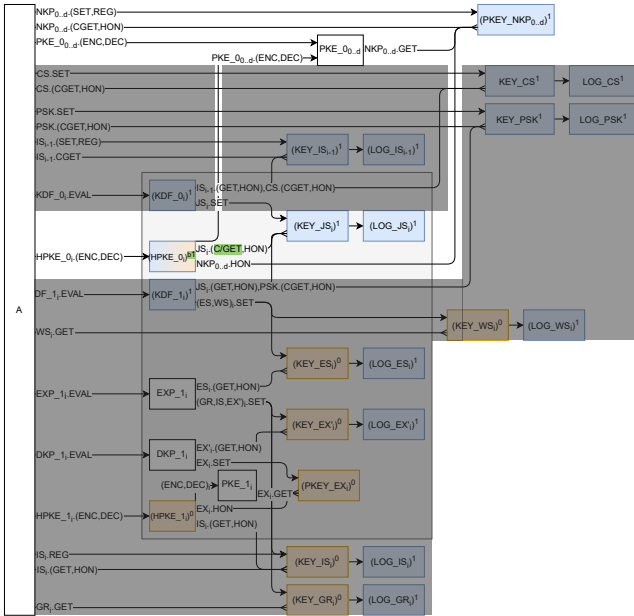 NKP₀..d.(SET,REG)
(PKEY_NKP₀..d)¹
NKP₀..d.(CGET,HON)
PKE_0₀..d.(ENC,DEC)
PKE_0₀..d
NKP₀..d.GET
PKE_0₀..d.(ENC,DEC)
CS.SET
KEY_CS¹
LOG_CS¹
CS.(CGET,HON)
PSK.SET
KEY_PSK¹
LOG_PSK¹
PSK.(CGET,HON)
ISᵢ₋₁.(SET,REG)
(KEY_ISᵢ₋₁)¹
(LOG_ISᵢ₋₁)¹
ISᵢ₋₁.CGET
KDF_0ᵢ.EVAL
(KDF_0ᵢ)¹
ISᵢ₋₁.(GET,HON),CS.(CGET,HON)
JSᵢ.SET
(KEY_JSᵢ)¹
(LOG_JSᵢ)¹
HPKE_0ᵢ.(ENC,DEC)
(HPKE_0ᵢ)ᵇ¹
JSᵢ.(C/GET,HON)
NKP₀..d.HON
DF_1ᵢ.EVAL
(KDF_1ᵢ)¹
JSᵢ.(GET,HON),PSK.(CGET,HON)
(ES,WS)ᵢ.SET
A
WSᵢ.GET
(KEY_WSᵢ)⁰
(LOG_WSᵢ)¹
(KEY_ESᵢ)⁰
(LOG_ESᵢ)¹
EXP_1ᵢ.EVAL
EXP_1ᵢ
ESᵢ.(GET,HON)
(GR,IS,EX')ᵢ.SET
(KEY_EX'ᵢ)⁰
(LOG_EX'ᵢ)¹
DKP_1ᵢ.EVAL
DKP_1ᵢ
EX'ᵢ.(GET,HON)
EXᵢ.SET
(ENC,DEC)ᵢ
PKE_1ᵢ
EXᵢ.GET
(PKEY_EXᵢ)⁰
HPKE_1ᵢ.(ENC,DEC)
(HPKE_1ᵢ)⁰
EXᵢ.HON
ISᵢ.(GET,HON)
ISᵢ.REG
(KEY_ISᵢ)⁰
(LOG_ISᵢ)¹
ISᵢ.(GET,HON)
(KEY_GRᵢ)⁰
(LOG_GRᵢ)¹
GRᵢ.GET